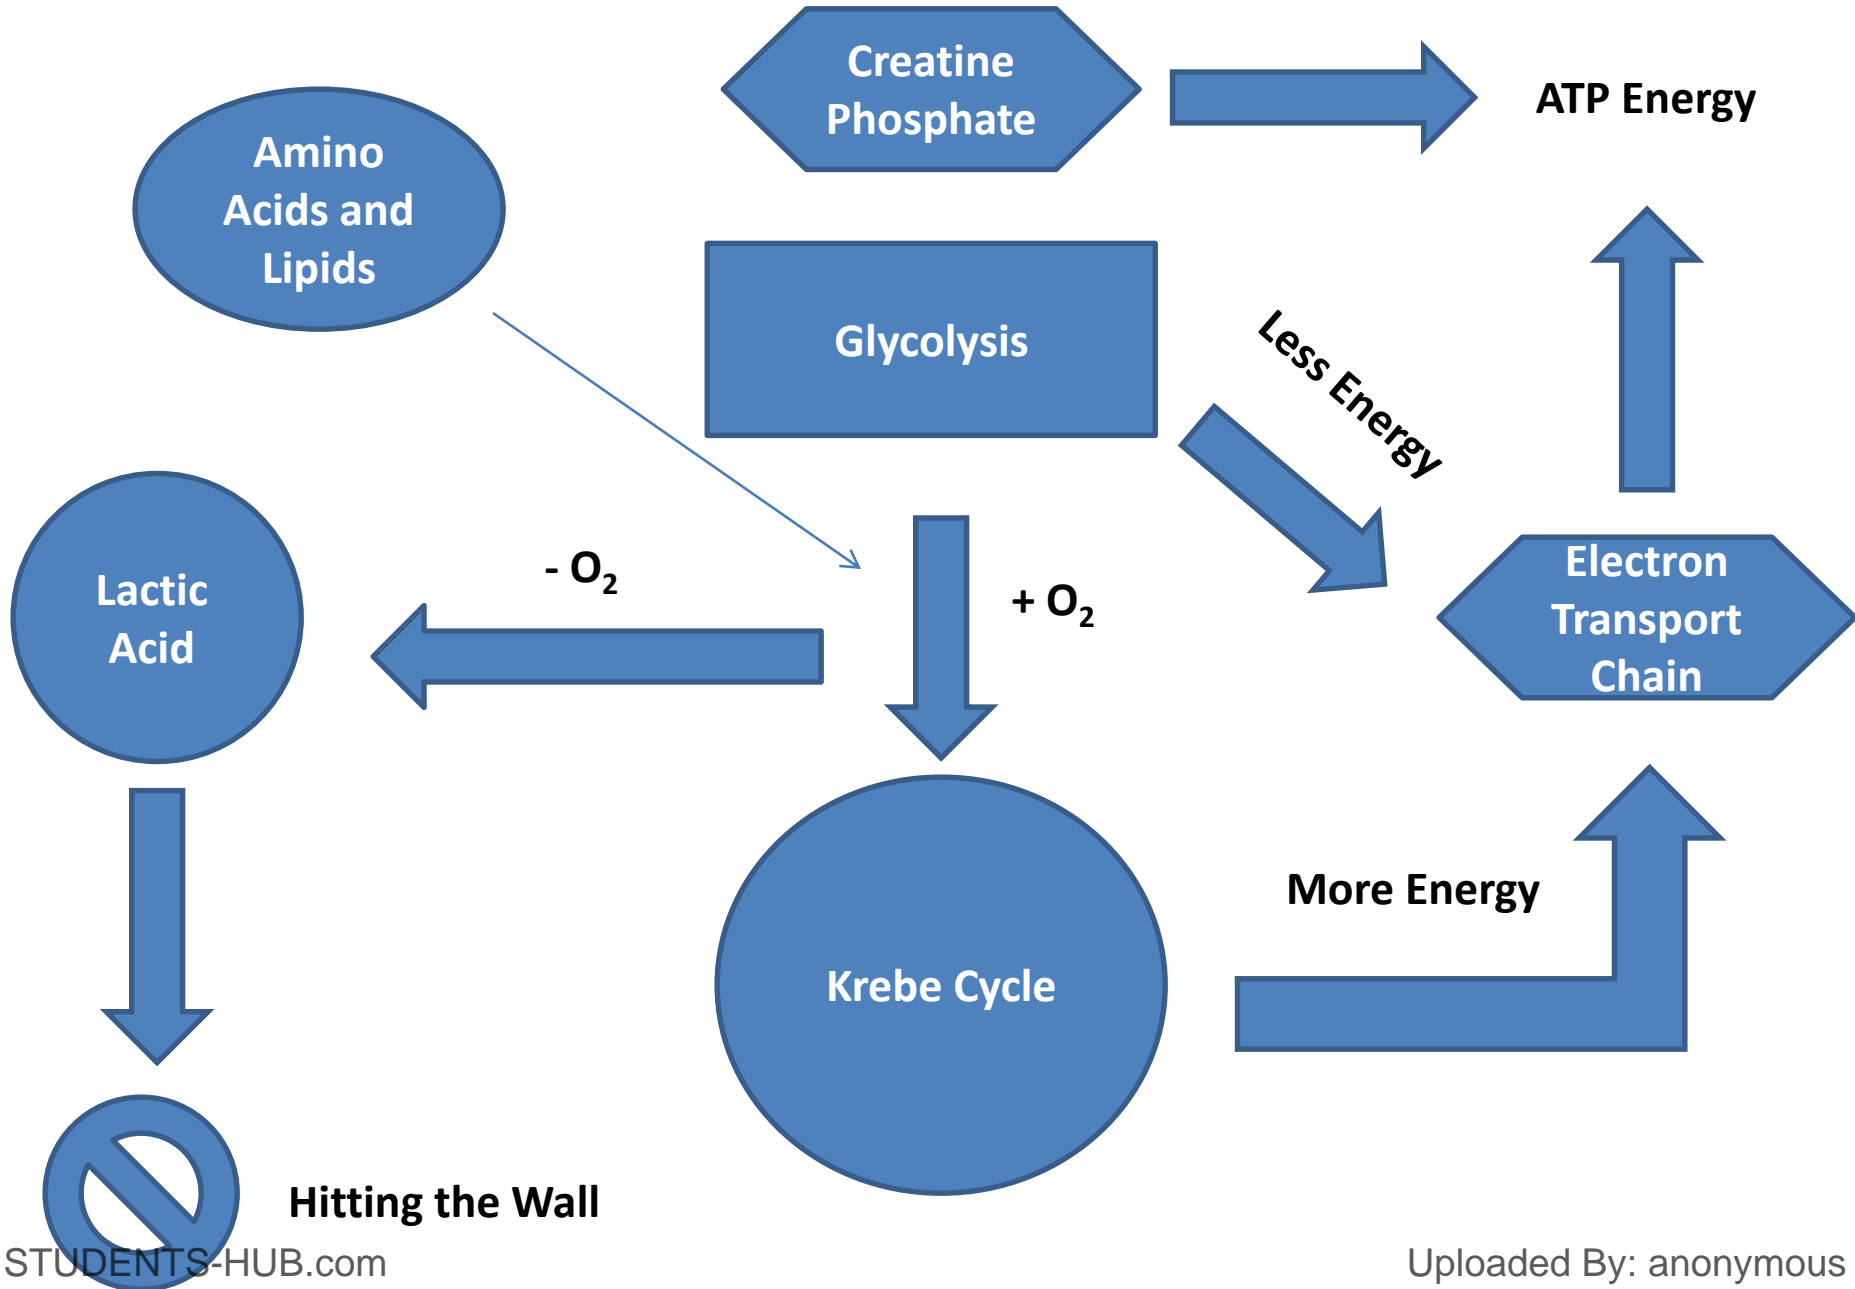 Creatine
Phosphate
ATP Energy
Amino
Acids and
Lipids
Glycolysis
Less Energy
Lactic
Acid
- O₂
+ O₂
Electron
Transport
Chain
More Energy
Krebe Cycle
Hitting the Wall
STUDENTS-HUB.com
Uploaded By: anonymous